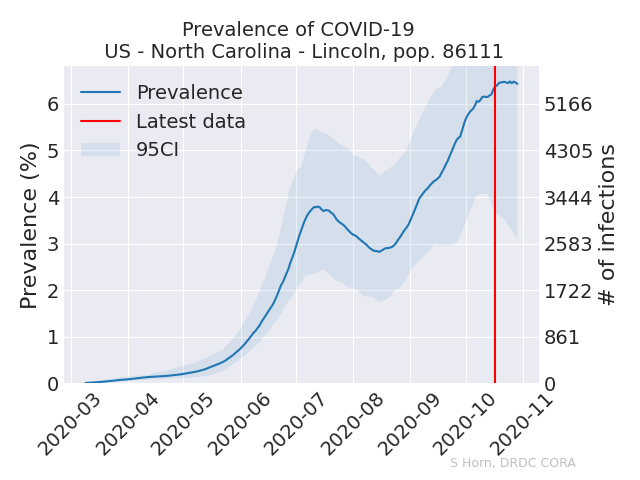 Prevalence of COVID-19
US - North Carolina - Lincoln, pop. 86111
Prevalence
Latest data
95CI
Prevalence (%)
6
5
4
3
2
1
0
5166
4305
3444
2583
1722
861
0
# of infections
2020-03
2020-04
2020-05
2020-06
2020-07
2020-08
2020-09
2020-10
2020-11
S Horn, DRDC CORA